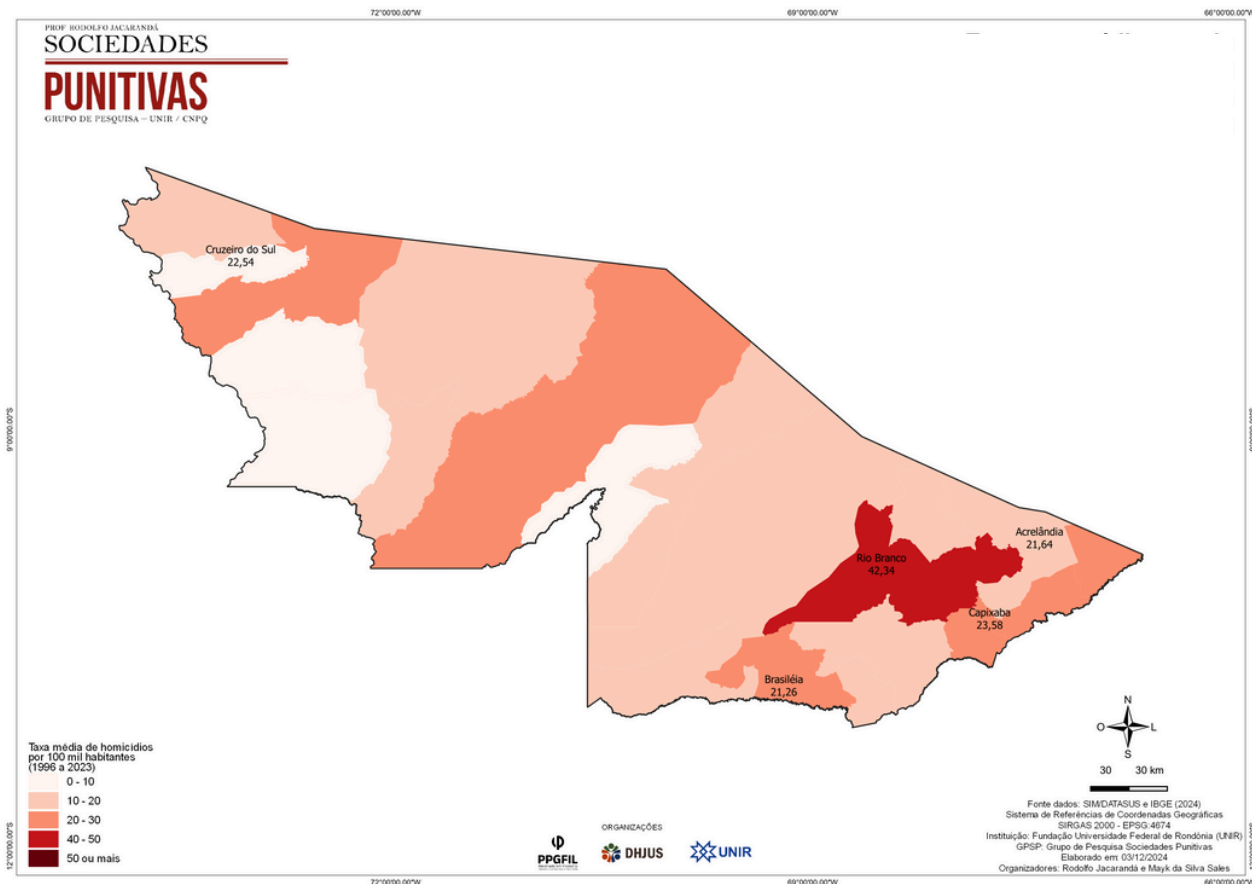 72°00'00.00"W
69°00'00.00"W
66°00'00.00"W
PROF RODOLFO JACARANDÁ
SOCIEDADES
PUNITIVAS
GRUPO DE PESQUISA – UNIR / CNPQ
Cruzeiro do Sul
22,54
9°00'00.00"S
Acrelândia
21,64
Rio Branco
42,34
Capixaba
23,58
Brasiléia
21,26
N
O
L
S
30
30 km
Taxa média de homicídios
por 100 mil habitantes
(1996 a 2023)
0 - 10
10 - 20
20 - 30
40 - 50
50 ou mais
12°00'00.00"S
ORGANIZAÇÕES
PPGFIL
DHJUS
UNIR
Fonte dados: SIM/DATASUS e IBGE (2024)
Sistema de Referências de Coordenadas Geográficas
SIRGAS 2000 - EPSG:4674
Instituição: Fundação Universidade Federal de Rondônia (UNIR)
GPSP: Grupo de Pesquisa Sociedades Punitivas
Elaborado em: 03/12/2024
Organizadores: Rodolfo Jacarandá e Mayk da Silva Sales
72°00'00.00"W
69°00'00.00"W
66°00'00.00"W